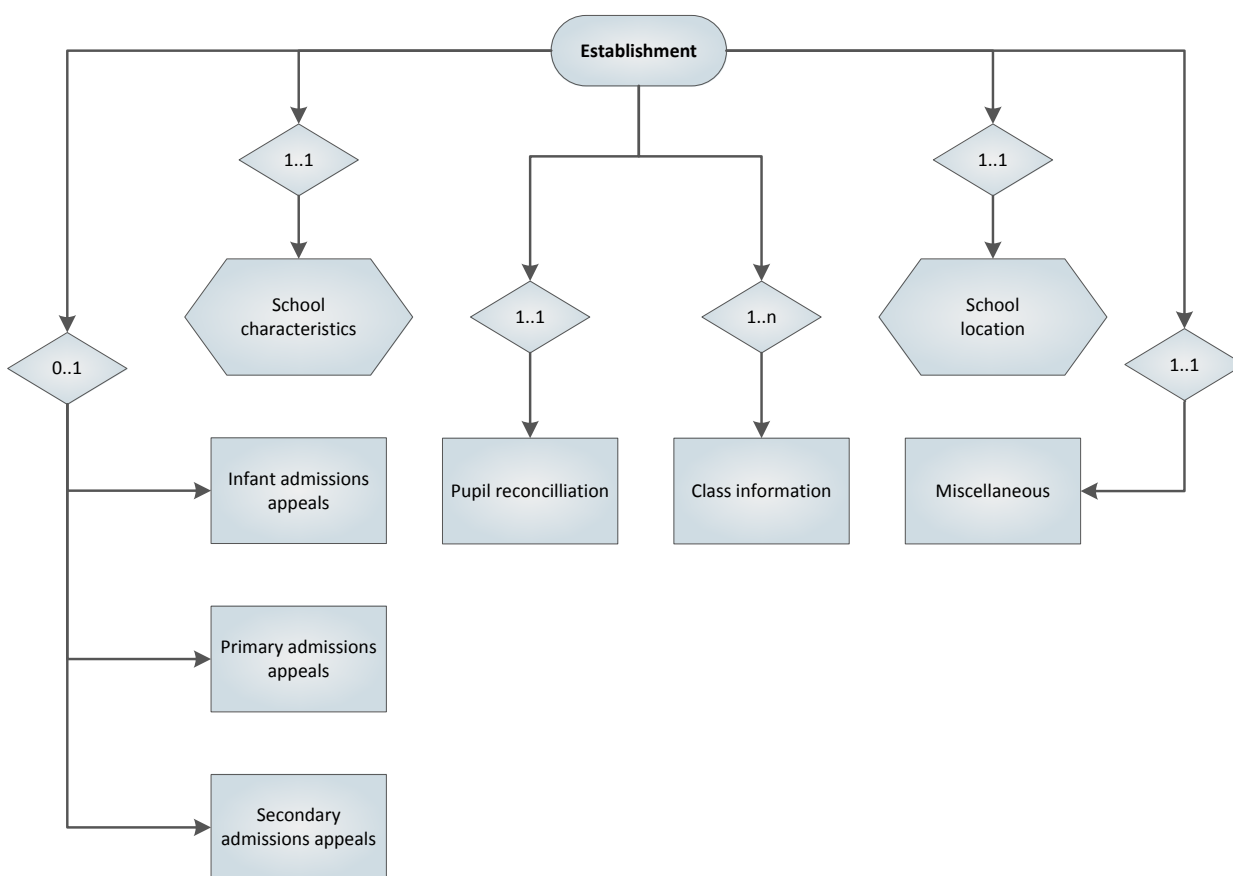 Establishment
1..1
1..1
School
characteristics
1..1
1..n
School
location
0..1
1..1
Infant admissions
appeals
Pupil reconcilliation
Class information
Miscellaneous
Primary admissions
appeals
Secondary
admissions appeals